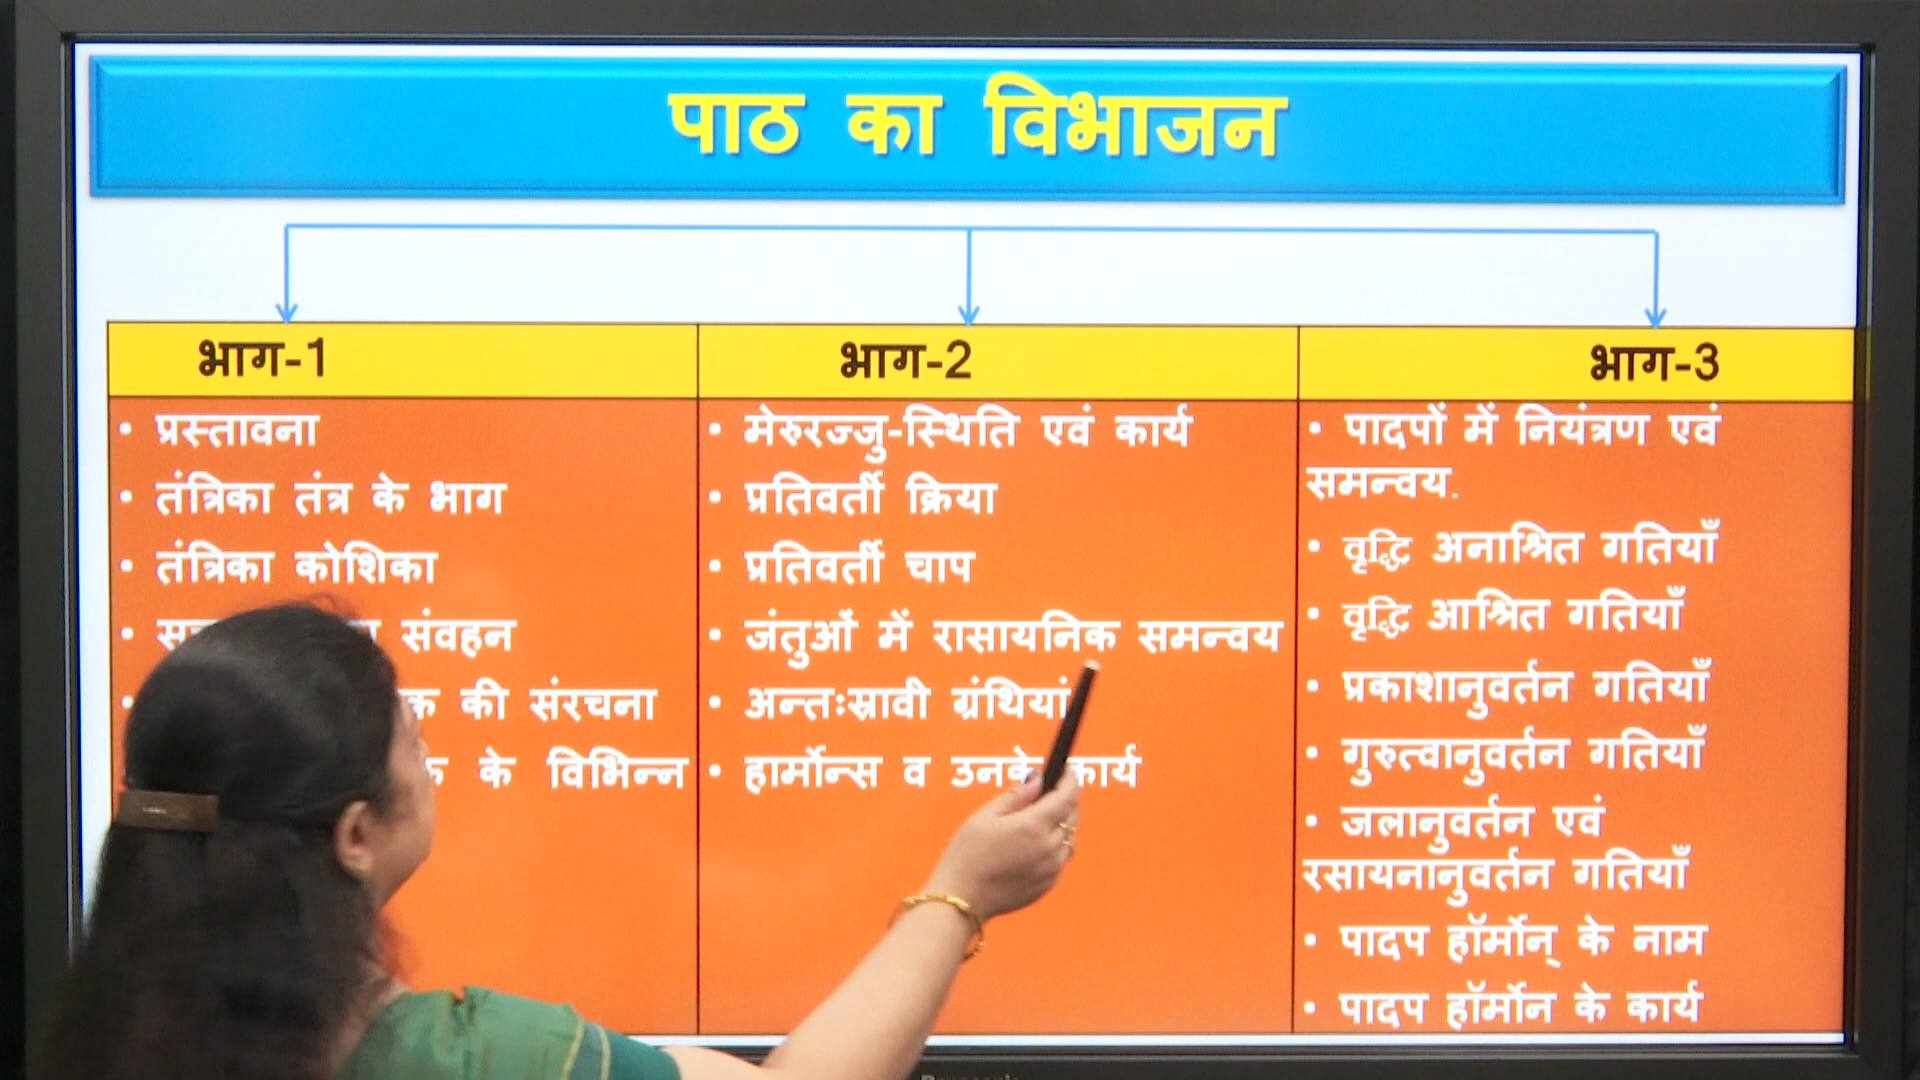 पाठ का विभाजन
भाग-1
• प्रस्तावना
• तंत्रिका तंत्र के भाग
• तंत्रिका कोशिका
• संवहन
• की संरचना
के विभिन्न
भाग-2
• मेरुरज्जु-स्थिति एवं कार्य
• प्रतिवर्ती क्रिया
• प्रतिवर्ती चाप
• जंतुओं में रासायनिक समन्वय
• अन्तःस्रावी ग्रंथियां
• हार्मोन्स व उनके कार्य
भाग-3
• पादपों में नियंत्रण एवं
समन्वय.
• वृद्धि अनाश्रित गतियाँ
• वृद्धि आश्रित गतियाँ
• प्रकाशानुवर्तन गतियाँ
• गुरुत्वानुवर्तन गतियाँ
• जलानुवर्तन एवं
रसायनानुवर्तन गतियाँ
• पादप हॉर्मोन् के नाम
• पादप हॉर्मोन के कार्य